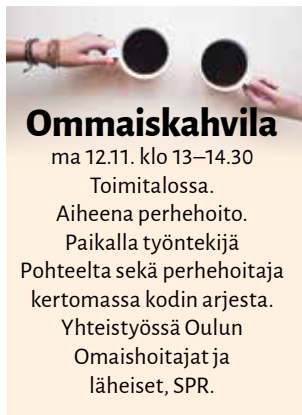 Ommaiskahvila
ma 12.11. klo 13–14.30
Toimitalossa.
Aiheena perhehoito.
Paikalla työntekijä
Pohteelta sekä perhehoitaja
kertomassa kodin arjesta.
Yhteistyössä Oulun
Omaishoitajat ja
läheiset, SPR.